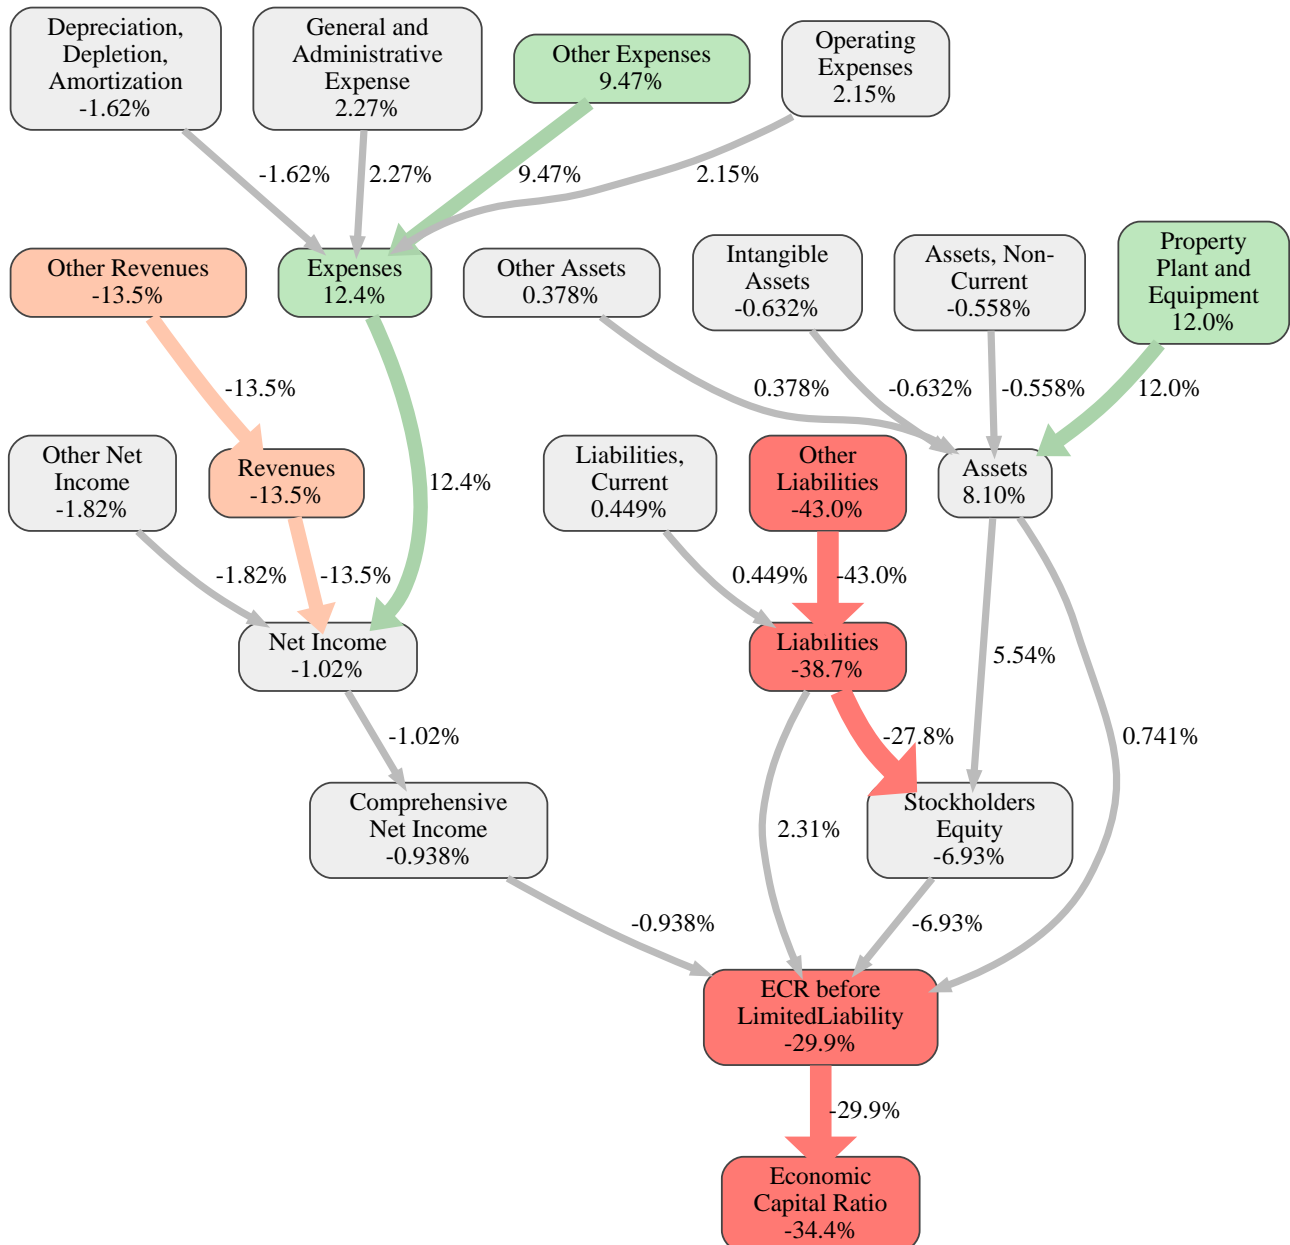 Depreciation,
Depletion,
Amortization
-1.62%
General and
Administrative
Expense
2.27%
Other Expenses
9.47%
Operating
Expenses
2.15%
-1.62%
2.27%
9.47%
2.15%
Other Revenues
-13.5%
Expenses
12.4%
Other Assets
0.378%
Intangible
Assets
-0.632%
Assets, Non-
Current
-0.558%
Property
Plant and
Equipment
12.0%
-13.5%
0.378%
-0.632%
-0.558%
12.0%
Other Net
Income
-1.82%
Revenues
-13.5%
12.4%
Liabilities,
Current
0.449%
Other
Liabilities
-43.0%
Assets
8.10%
-1.82%
-13.5%
0.449%
-43.0%
Net Income
-1.02%
Liabilities
-38.7%
5.54%
-1.02%
-27.8%
0.741%
Comprehensive
Net Income
-0.938%
2.31%
Stockholders
Equity
-6.93%
-0.938%
-6.93%
ECR before
LimitedLiability
-29.9%
-29.9%
Economic
Capital Ratio
-34.4%